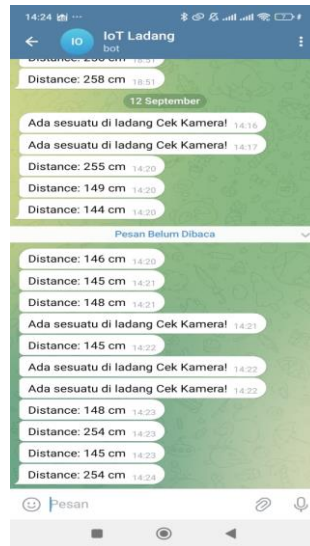 14:24
IO
IoT Ladang
bot
Distance: 258 cm 18:51
12 September
Ada sesuatu di ladang Cek Kamera! 14:16
Ada sesuatu di ladang Cek Kamera! 14:17
Distance: 255 cm 14:20
Distance: 149 cm 14:20
Distance: 144 cm 14:20
Pesan Belum Dibaca
Distance: 146 cm 14:20
Distance: 145 cm 14:21
Distance: 148 cm 14:21
Ada sesuatu di ladang Cek Kamera! 14:21
Distance: 145 cm 14:22
Ada sesuatu di ladang Cek Kamera! 14:22
Ada sesuatu di ladang Cek Kamera! 14:22
Distance: 148 cm 14:23
Distance: 254 cm 14:23
Distance: 145 cm 14:23
Distance: 254 cm 14:24
Pesan